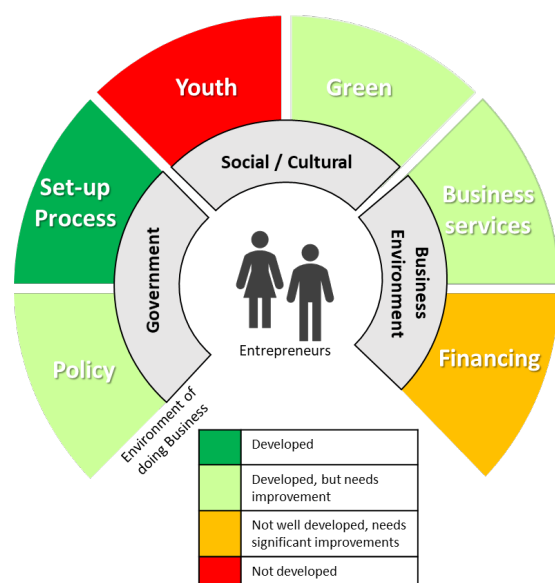 Youth
Green
Set-up
Process
Social / Cultural
Business
services
Government
Business
Environment
Entrepreneurs
Policy
Financing
Environment of
doing Business
Developed
Developed, but needs
improvement
Not well developed, needs
significant improvements
Not developed